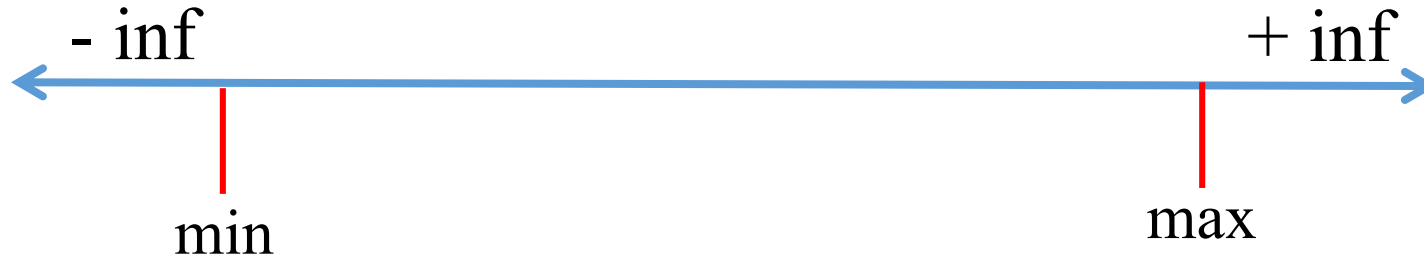 - inf + inf
min max